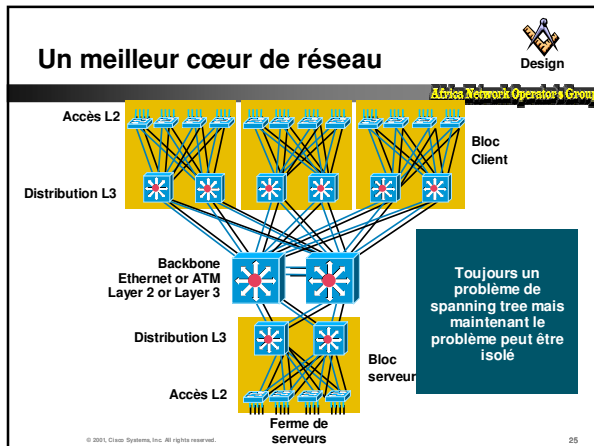 Un meilleur cœur de réseau
Design
Africa Network Operator's Group
Accès L2
Bloc
Client
Distribution L3
Backbone
Ethernet or ATM
Layer 2 or Layer 3
Toujours un
problème de
spanning tree mais
maintenant le
problème peut être
isolé
Distribution L3
Bloc
serveur
Accès L2
Ferme de
serveurs
© 2001, Cisco Systems, Inc. All rights reserved.
25